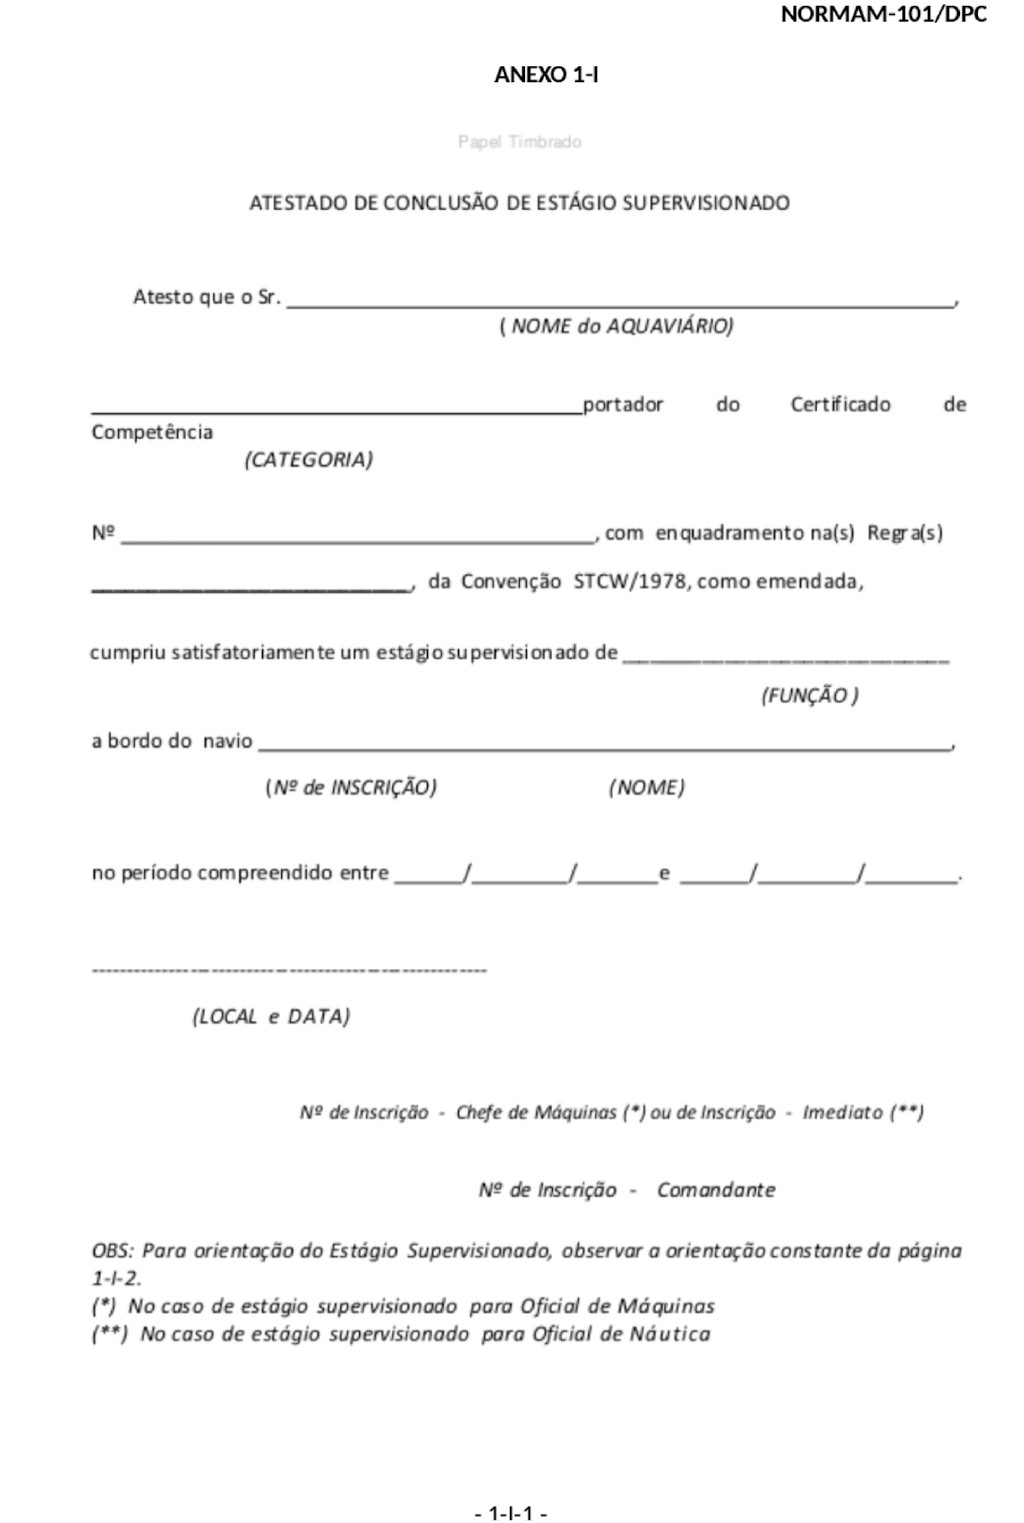 NORMAM-101/DPC
ANEXO 1-I
Papel Timbrado
ATESTADO DE CONCLUSÃO DE ESTÁGIO SUPERVISIONADO
Atesto que o Sr. ____________________________________________________________,
( NOME do AQUAVIÁRIO)
____________________________________________portador do Certificado de
Competência
(CATEGORIA)
Nº __________________________________________, com enquadramento na(s) Regra(s)
____________________________, da Convenção STCW/1978, como emendada,
cumpriu satisfatoriamente um estágio supervisionado de _____________________________
(FUNÇÃO )
a bordo do navio ______________________________________________________________,
(Nº de INSCRIÇÃO) (NOME)
no período compreendido entre ______/________/_______e ______/________/________.
-------------------------------------------------------
(LOCAL e DATA)
Nº de Inscrição - Chefe de Máquinas (*) ou de Inscrição - Imediato (**)
Nº de Inscrição - Comandante
OBS: Para orientação do Estágio Supervisionado, observar a orientação constante da página
1-I-2.
(*) No caso de estágio supervisionado para Oficial de Máquinas
(**) No caso de estágio supervisionado para Oficial de Náutica
- 1-I-1 -